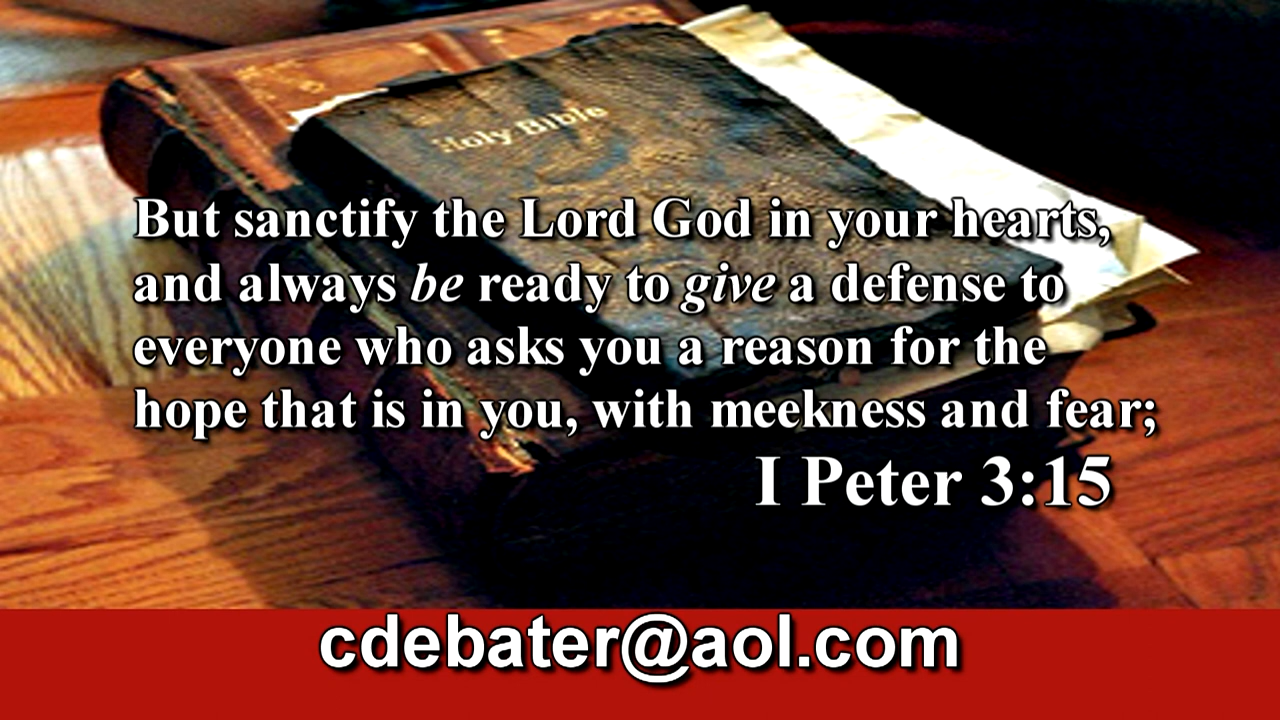 Holy Bible
But sanctify the Lord God in your hearts,
and always be ready to give a defense to
everyone who asks you a reason for the
hope that is in you, with meekness and fear;
I Peter 3:15
cdebater@aol.com